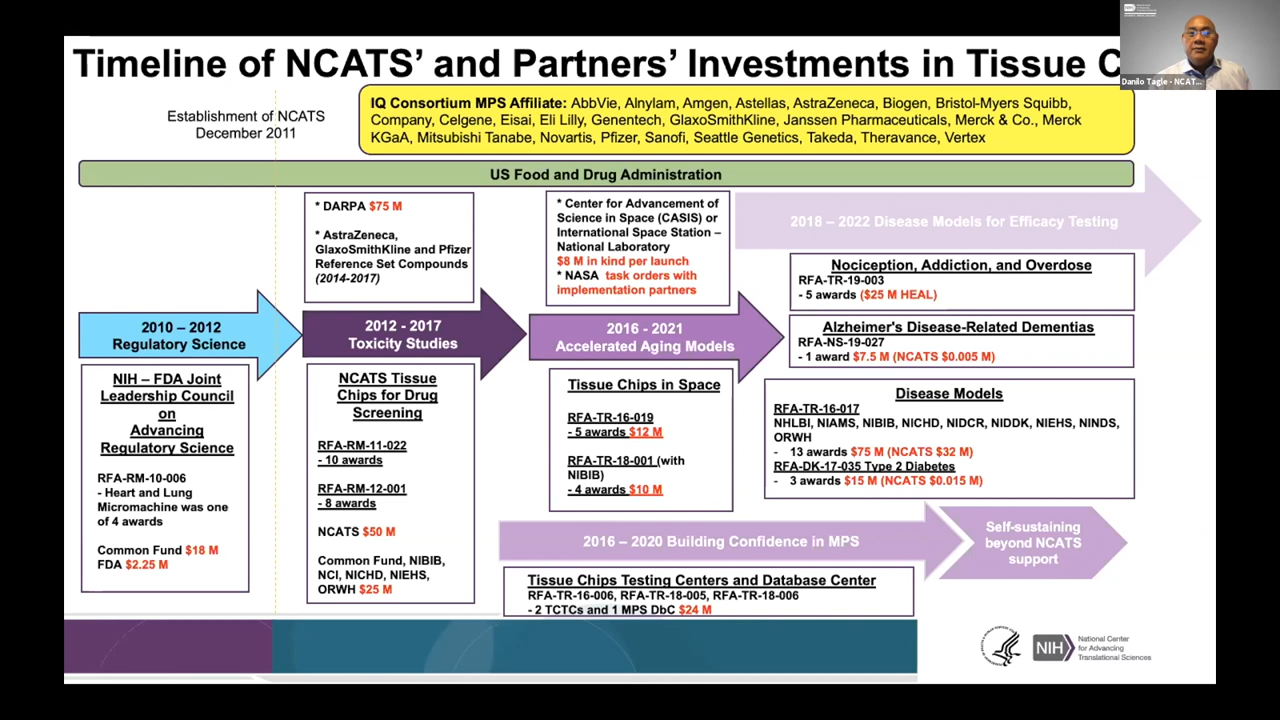 Timeline of NCATS' and Partners' Investments in Tissue C
NIH
Danilo Tagle - NCAT...
Establishment of NCATS
December 2011
IQ Consortium MPS Affiliate: AbbVie, Alnylam, Amgen, Astellas, AstraZeneca, Biogen, Bristol-Myers Squibb,
Company, Celgene, Eisai, Eli Lilly, Genentech, GlaxoSmithKline, Janssen Pharmaceuticals, Merck & Co., Merck
KGaA, Mitsubishi Tanabe, Novartis, Pfizer, Sanofi, Seattle Genetics, Takeda, Theravance, Vertex
US Food and Drug Administration
2010 – 2012
Regulatory Science
NIH – FDA Joint
Leadership Council
on
Advancing
Regulatory Science
RFA-RM-10-006
- Heart and Lung
Micromachine was one
of 4 awards
Common Fund $18 M
FDA $2.25 M
* DARPA $75 M
* AstraZeneca,
GlaxoSmithKline and Pfizer
Reference Set Compounds
(2014-2017)
2012 - 2017
Toxicity Studies
NCATS Tissue
Chips for Drug
Screening
RFA-RM-11-022
- 10 awards
RFA-RM-12-001
- 8 awards
NCATS $50 M
Common Fund, NIBIB,
NCI, NICHD, NIEHS,
ORWH $25 M
* Center for Advancement of
Science in Space (CASIS) or
International Space Station –
National Laboratory
$8 M in kind per launch
* NASA task orders with
implementation partners
2016 - 2021
Accelerated Aging Models
Tissue Chips in Space
RFA-TR-16-019
- 5 awards $12 M
RFA-TR-18-001 (with
NIBIB)
- 4 awards $10 M
2018 – 2022 Disease Models for Efficacy Testing
Nociception, Addiction, and Overdose
RFA-TR-19-003
- 5 awards ($25 M HEAL)
Alzheimer's Disease-Related Dementias
RFA-NS-19-027
- 1 award $7.5 M (NCATS $0.005 M)
Disease Models
RFA-TR-16-017
NHLBI, NIAMS, NIBIB, NICHD, NIDCR, NIDDK, NIEHS, NINDS,
ORWH
- 13 awards $75 M (NCATS $32 M)
RFA-DK-17-035 Type 2 Diabetes
- 3 awards $15 M (NCATS $0.015 M)
2016 – 2020 Building Confidence in MPS
Self-sustaining
beyond NCATS
support
Tissue Chips Testing Centers and Database Center
RFA-TR-16-006, RFA-TR-18-005, RFA-TR-18-006
- 2 TCTCs and 1 MPS DbC $24 M
NIH
National Center
for Advancing
Translational Sciences